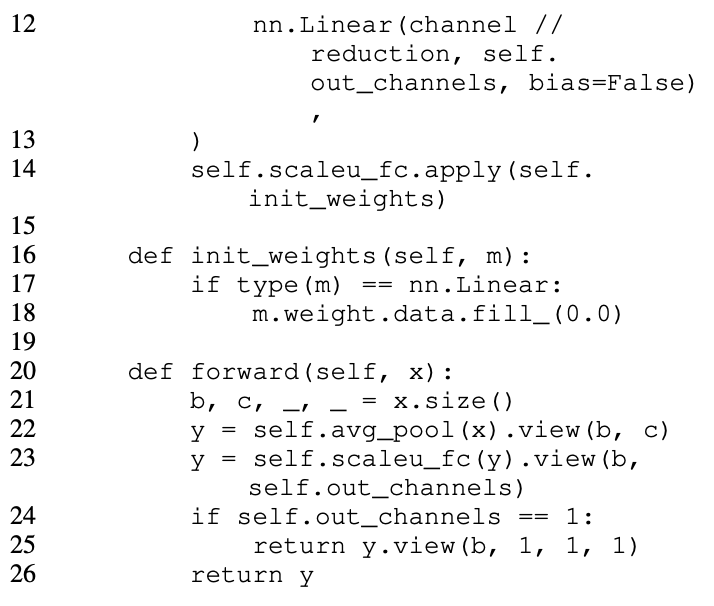 12 nn.Linear(channel //
reduction, self.
out_channels, bias=False)
,
13 )
14 self.scaleu_fc.apply(self.
init_weights)
15
16 def init_weights(self, m):
17 if type(m) == nn.Linear:
18 m.weight.data.fill_(0.0)
19
20 def forward(self, x):
21 b, c, _, _ = x.size()
22 y = self.avg_pool(x).view(b, c)
23 y = self.scaleu_fc(y).view(b,
self.out_channels)
24 if self.out_channels == 1:
25 return y.view(b, 1, 1, 1)
26 return y